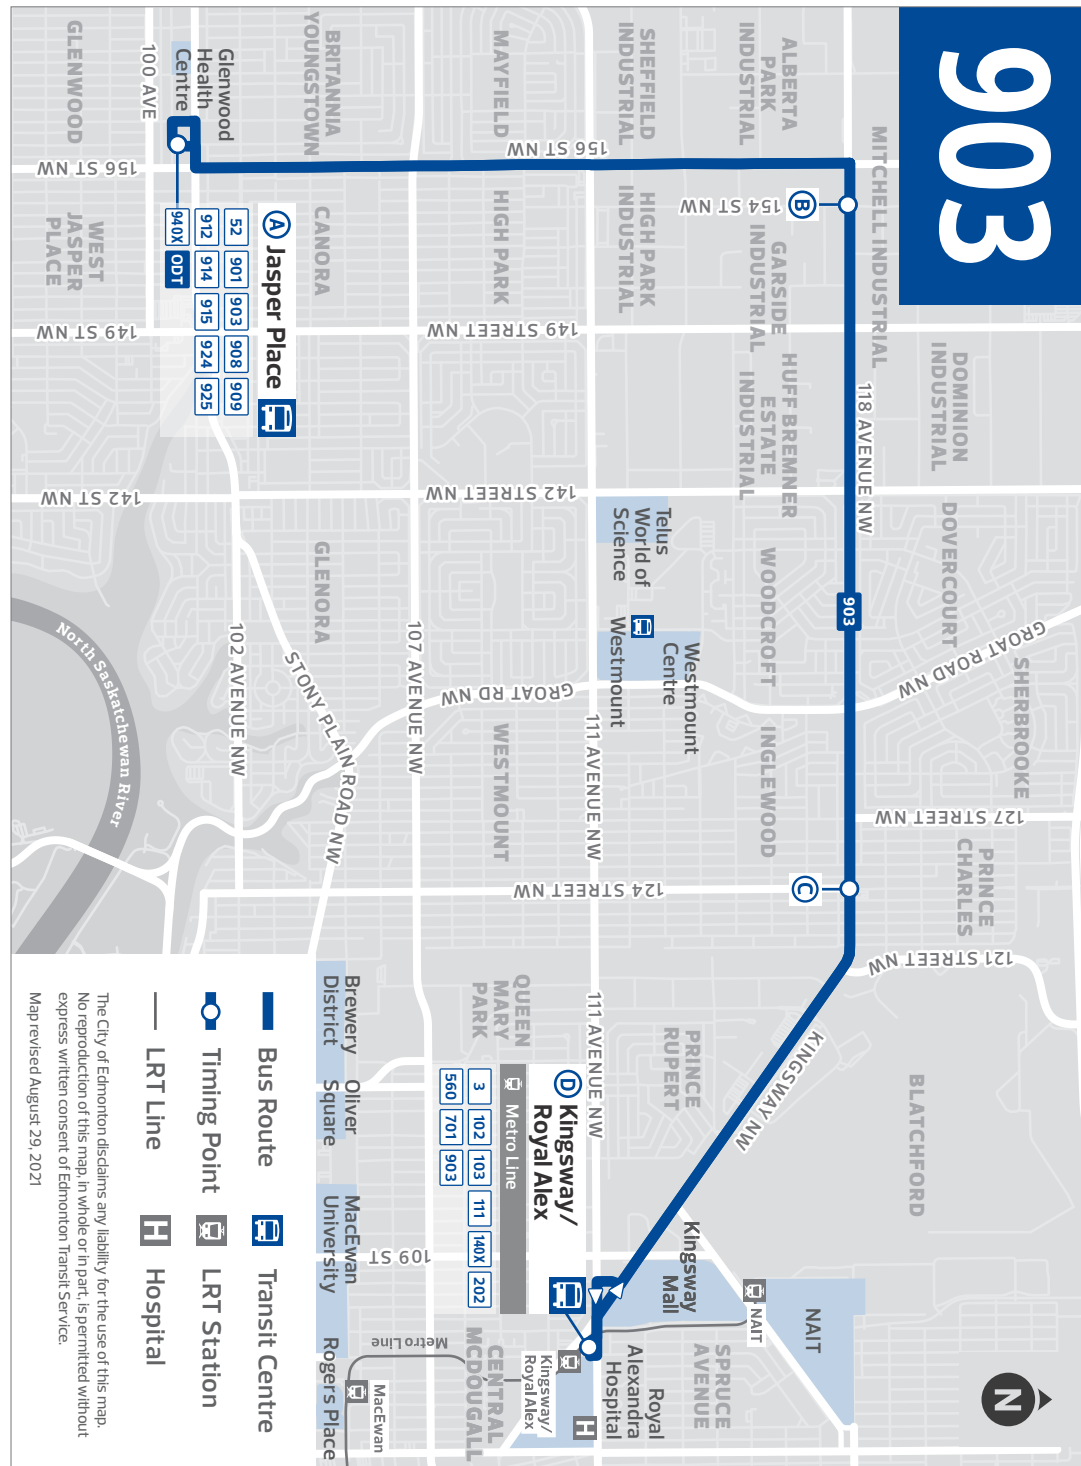 903
GLENWOOD
100 AVE
Glenwood
Health
Centre
BRITANNIA
YOUNGSTOWN
MAYFIELD
SHEFFIELD
INDUSTRIAL
ALBERTA
PARK
INDUSTRIAL
MITCHELL INDUSTRIAL
156 ST NW
156 ST NW
154 ST NW
B
WEST
JASPER
PLACE
CANORA
HIGH PARK
HIGH PARK
INDUSTRIAL
GARSIDE
INDUSTRIAL
A Jasper Place
52 901 903 908 909
912 914 915 924 925
940X ODT
149 ST NW
149 STREET NW
HUFF BREMNER
ESTATE
INDUSTRIAL
DOMINION
INDUSTRIAL
118 AVENUE NW
142 ST NW
142 STREET NW
Telus
World of
Science
DOVERCOURT
WOODCROFT
GLENORA
903
Westmount
Westmount
Centre
GROAT ROAD NW
GROAT RD NW
SHERBROOKE
North Saskatchewan River
102 AVENUE NW
STONY PLAIN ROAD NW
107 AVENUE NW
111 AVENUE NW
WESTMOUNT
INGLEWOOD
127 STREET NW
PRINCE
CHARLES
124 STREET NW
C
121 STREET NW
KINGSWAY NW
BLATCHFORD
PRINCE
RUPERT
QUEEN
MARY
PARK
111 AVENUE NW
Brewery
District
Oliver
Square
MacEwan
University
Rogers Place
D Kingsway/
Royal Alex
Metro Line
3 102 103 111 140X 202
560 701 903
109 ST
Kingsway
Mall
NAIT
NAIT
SPRUCE
AVENUE
Royal
Alexandra
Hospital
H
Kingsway/
Royal Alex
CENTRAL
MCDOUGALL
Metro Line
MacEwan
N
Bus Route
Timing Point
LRT Line
Transit Centre
LRT Station
H Hospital
The City of Edmonton disclaims any liability for the use of this map.
No reproduction of this map, in whole or in part, is permitted without
express written consent of Edmonton Transit Service.
Map revised August 29, 2021